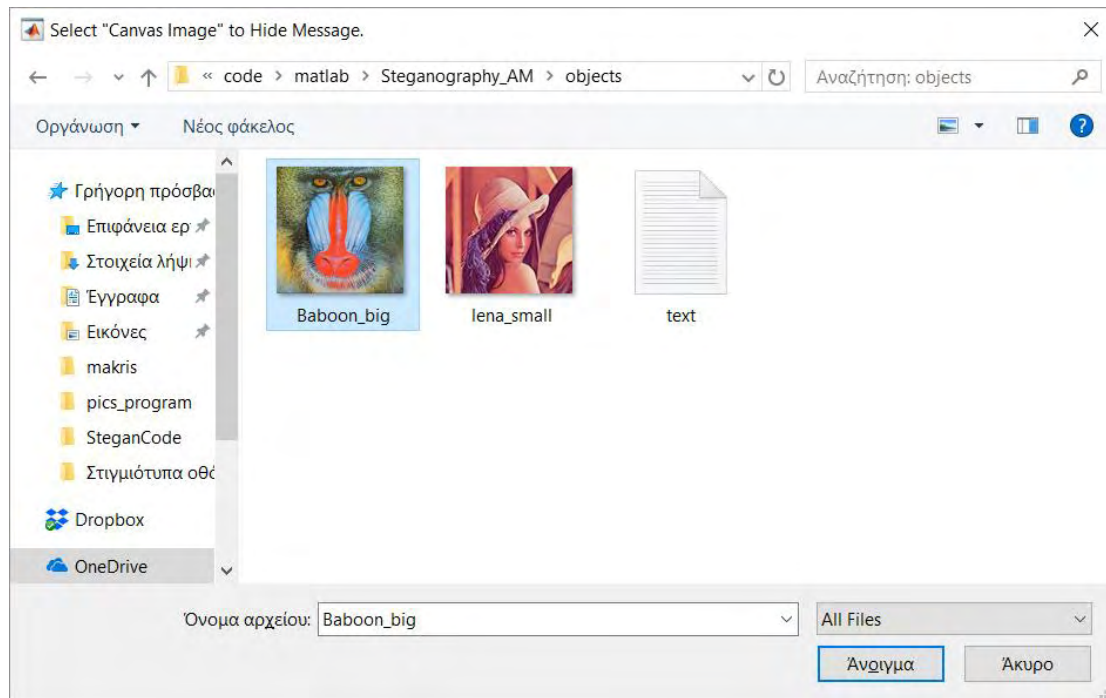 Select "Canvas Image" to Hide Message.
« code > matlab > Steganography_AM > objects
Αναζήτηση: objects
Οργάνωση Νέος φάκελος
Γρήγορη πρόσβα
Επιφάνεια ερ
Στοιχεία λήψι
Έγγραφα
Εικόνες
makris
pics_program
SteganCode
Στιγμιότυπα οθό
Dropbox
OneDrive
Baboon_big
lena_small
text
Όνομα αρχείου: Baboon_big
All Files
Άνοιγμα
Άκυρο